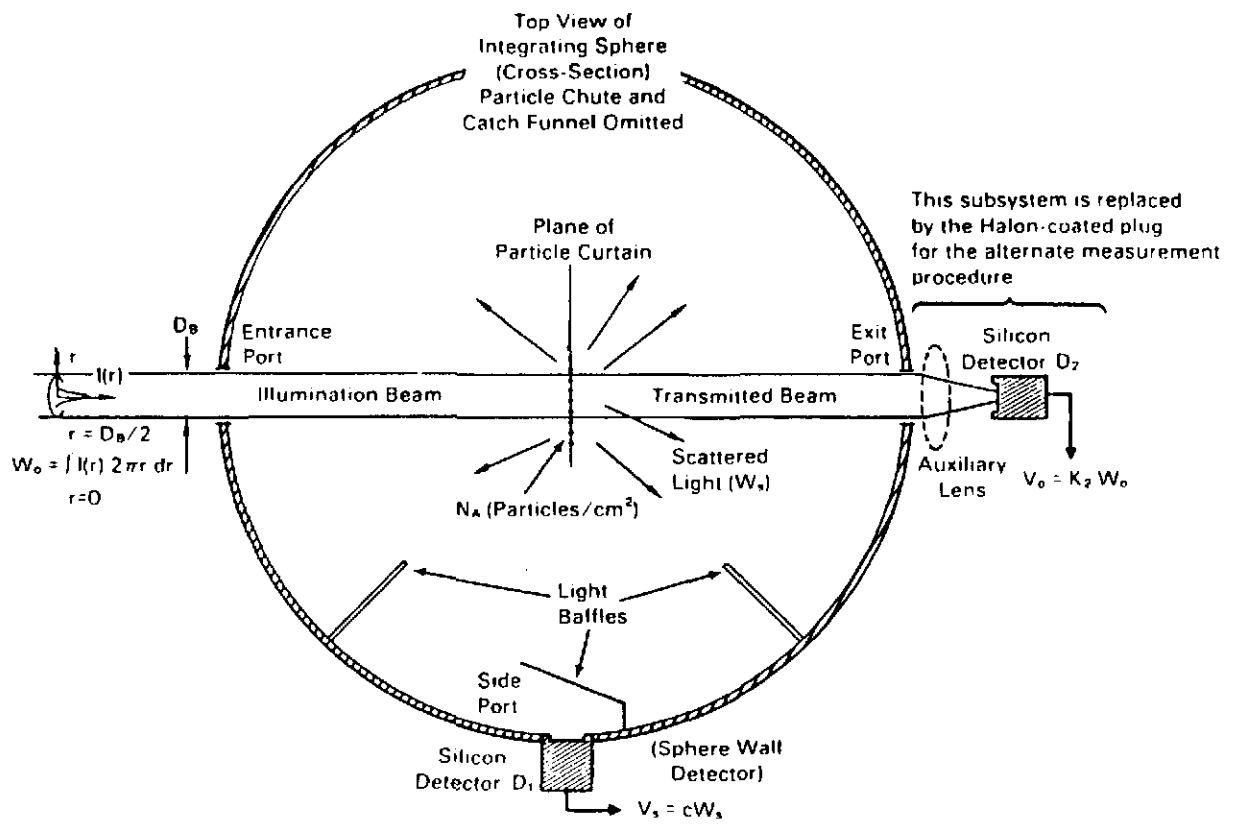 Top View of
Integrating Sphere
(Cross-Section)
Particle Chute and
Catch Funnel Omitted
This subsystem is replaced
by the Halon-coated plug
for the alternate measurement
procedure
Plane of
Particle Curtain
D_B
Entrance
Port
Exit
Port
Silicon
Detector D₂
r
I(r)
Illumination Beam
Transmitted Beam
r = D_B/2
W₀ = ∫ I(r) 2πr dr
r=0
Scattered
Light (Wₛ)
Auxiliary
Lens
V₀ = K₂ W₀
N_A (Particles/cm²)
Light
Baffles
Side
Port
Silicon
Detector D₁
(Sphere Wall
Detector)
Vₛ = cWₛ